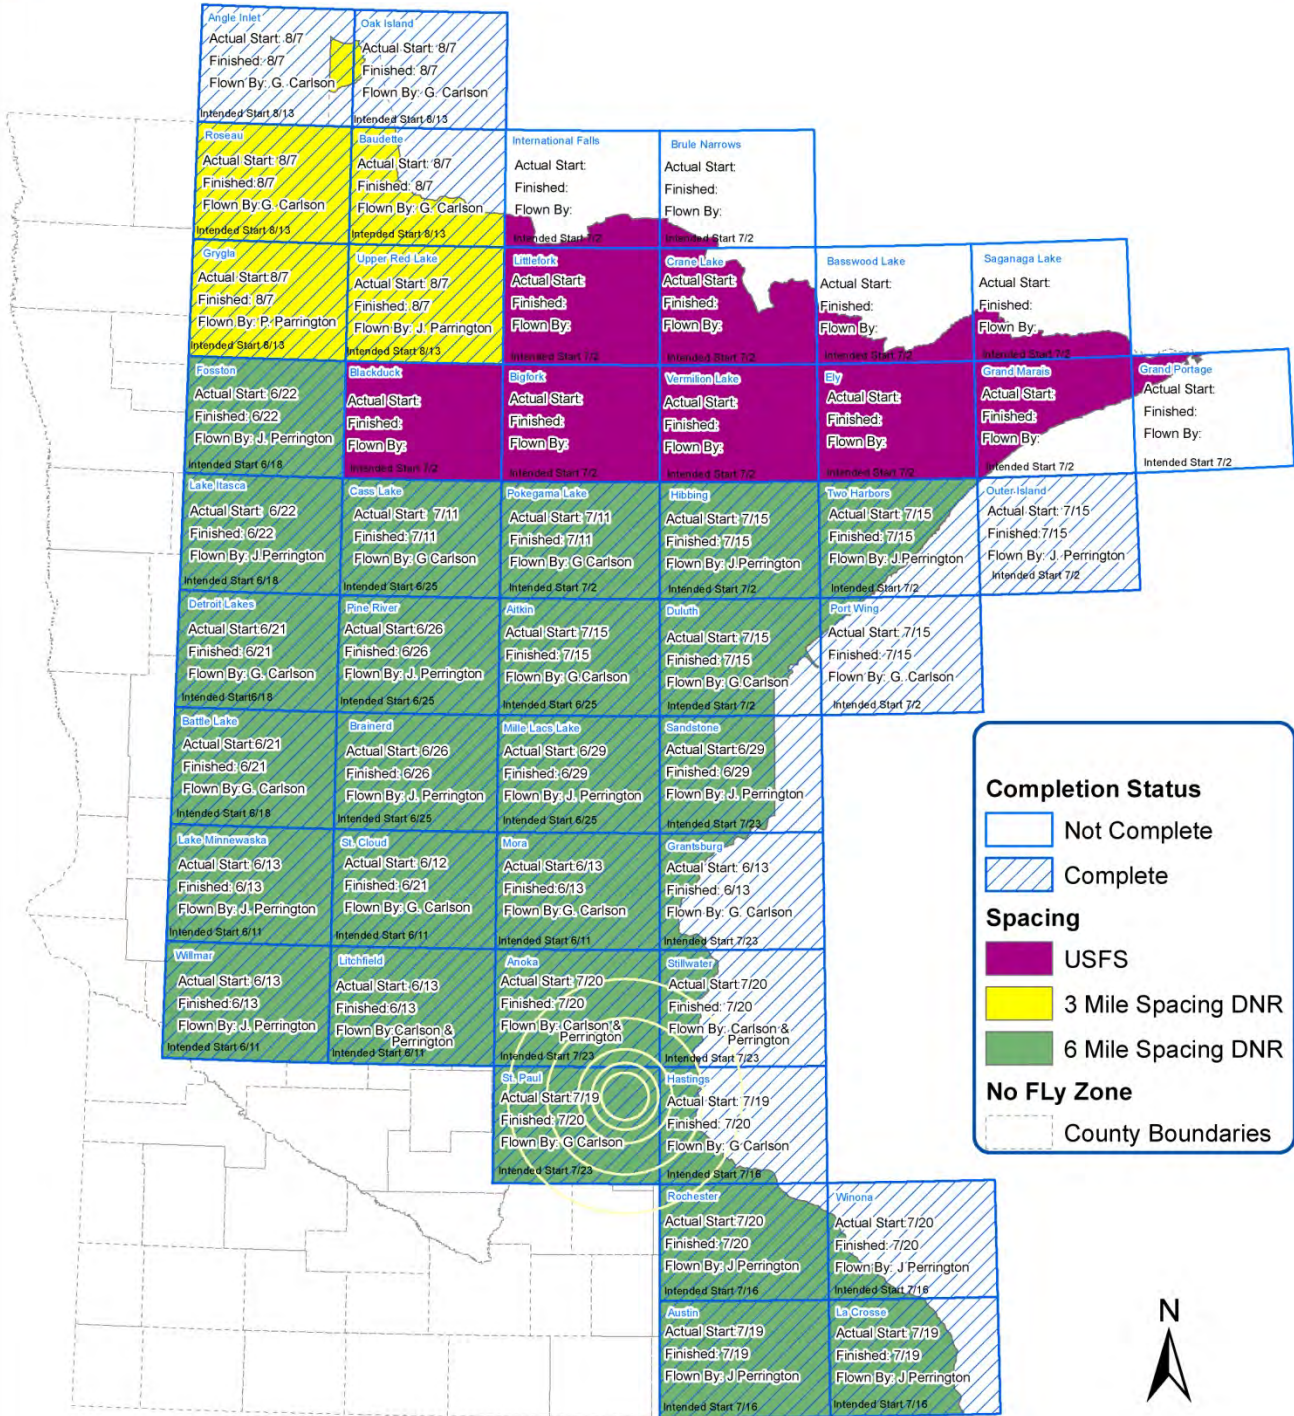 Angle Inlet
Actual Start: 8/7
Finished: 8/7
Flown By: G. Carlson
Intended Start 8/13
Oak Island
Actual Start: 8/7
Finished: 8/7
Flown By: G. Carlson
Intended Start 8/13
Roseau
Actual Start: 8/7
Finished:8/7
Flown By:G. Carlson
Intended Start 8/13
Baudette
Actual Start: 8/7
Finished: 8/7
Flown By: G. Carlson
Intended Start 8/13
International Falls
Actual Start:
Finished:
Flown By:
Intended Start 7/2
Brule Narrows
Actual Start:
Finished:
Flown By:
Intended Start 7/2
Grygla
Actual Start:8/7
Finished: 8/7
Flown By: P. Parrington
Intended Start 8/13
Upper Red Lake
Actual Start: 8/7
Finished: 8/7
Flown By: J. Parrington
Intended Start 8/13
Littlefork
Actual Start:
Finished:
Flown By:
Intended Start 7/2
Crane Lake
Actual Start:
Finished:
Flown By:
Intended Start 7/2
Basswood Lake
Actual Start:
Finished:
Flown By:
Intended Start 7/2
Saganaga Lake
Actual Start:
Finished:
Flown By:
Intended Start 7/2
Fosston
Actual Start: 6/22
Finished: 6/22
Flown By: J. Perrington
Intended Start 6/18
Blackduck
Actual Start:
Finished:
Flown By:
Intended Start 7/2
Bigfork
Actual Start:
Finished:
Flown By:
Intended Start 7/2
Vermilion Lake
Actual Start:
Finished:
Flown By:
Intended Start 7/2
Ely
Actual Start:
Finished:
Flown By:
Intended Start 7/2
Grand Marais
Actual Start:
Finished:
Flown By:
Intended Start 7/2
Grand Portage
Actual Start:
Finished:
Flown By:
Intended Start 7/2
Lake Itasca
Actual Start: 6/22
Finished: 6/22
Flown By: J.Perrington
Intended Start 6/18
Cass Lake
Actual Start: 7/11
Finished: 7/11
Flown By: G Carlson
Intended Start 6/25
Pokegama Lake
Actual Start: 7/11
Finished: 7/11
Flown By: G Carlson
Intended Start 7/2
Hibbing
Actual Start: 7/15
Finished: 7/15
Flown By: J.Perrington
Intended Start 7/2
Two Harbors
Actual Start: 7/15
Finished: 7/15
Flown By: J.Perrington
Intended Start 7/2
Outer Island
Actual Start: 7/15
Finished:7/15
Flown By: J. Perrington
Intended Start 7/2
Detroit Lakes
Actual Start:6/21
Finished: 6/21
Flown By: G. Carlson
Intended Start6/18
Pine River
Actual Start:6/26
Finished: 6/26
Flown By: J. Perrington
Intended Start 6/25
Aitkin
Actual Start: 7/15
Finished: 7/15
Flown By: G.Carlson
Intended Start 6/25
Duluth
Actual Start: 7/15
Finished: 7/15
Flown By: G.Carlson
Intended Start 7/2
Port Wing
Actual Start: 7/15
Finished: 7/15
Flown By: G. Carlson
Intended Start 7/2
Battle Lake
Actual Start:6/21
Finished: 6/21
Flown By:G. Carlson
Intended Start 6/18
Brainerd
Actual Start: 6/26
Finished: 6/26
Flown By: J. Perrington
Intended Start 6/25
Mille Lacs Lake
Actual Start: 6/29
Finished: 6/29
Flown By: J. Perrington
Intended Start 6/25
Sandstone
Actual Start:6/29
Finished: 6/29
Flown By: J. Perrington
Intended Start 7/23
Lake Minnewaska
Actual Start: 6/13
Finished: 6/13
Flown By: J. Perrington
Intended Start 6/11
St. Cloud
Actual Start: 6/12
Finished: 6/21
Flown By: G. Carlson
Intended Start 6/11
Mora
Actual Start:6/13
Finished:6/13
Flown By:G. Carlson
Intended Start 6/11
Grantsburg
Actual Start: 6/13
Finished: 6/13
Flown By: G. Carlson
Intended Start 7/23
Willmar
Actual Start: 6/13
Finished:6/13
Flown By: J. Perrington
Intended Start 6/11
Litchfield
Actual Start: 6/13
Finished:6/13
Flown By:Carlson &
Perrington
Intended Start 6/11
Anoka
Actual Start: 7/20
Finished: 7/20
Flown By: Carlson &
Perrington
Intended Start 7/23
Stillwater
Actual Start:7/20
Finished: 7/20
Flown By: Carlson &
Perrington
Intended Start 7/23
St. Paul
Actual Start:7/19
Finished: 7/20
Flown By: G Carlson
Intended Start 7/23
Hastings
Actual Start: 7/19
Finished: 7/20
Flown By: G Carlson
Intended Start 7/16
Rochester
Actual Start:7/20
Finished: 7/20
Flown By: J Perrington
Intended Start 7/16
Winona
Actual Start:7/20
Finished: 7/20
Flown By: J Perrington
Intended Start 7/16
Austin
Actual Start:7/19
Finished: 7/19
Flown By: J Perrington
Intended Start 7/16
La Crosse
Actual Start: 7/19
Finished: 7/19
Flown By: J Perrington
Intended Start 7/16
Completion Status
Not Complete
Complete
Spacing
USFS
3 Mile Spacing DNR
6 Mile Spacing DNR
No FLy Zone
County Boundaries
N